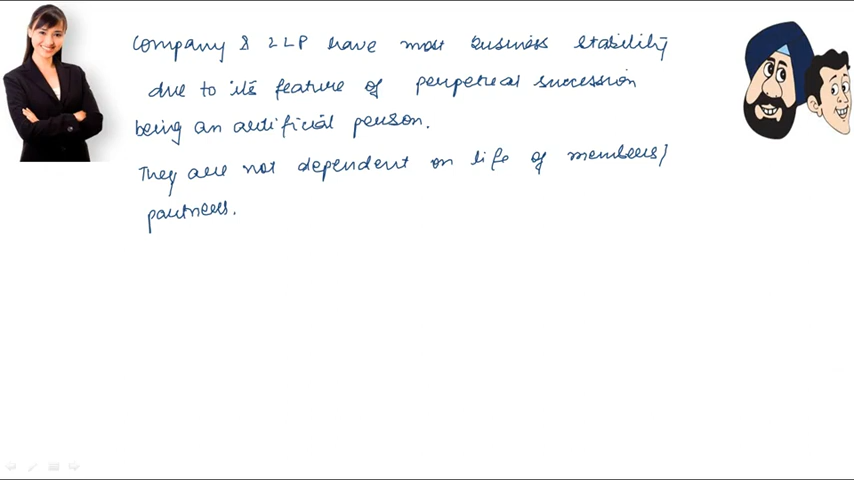 Company & LLP have most business stability
due to its feature of perpetual succession
being an artificial person.
They are not dependent on life of members/
partners.